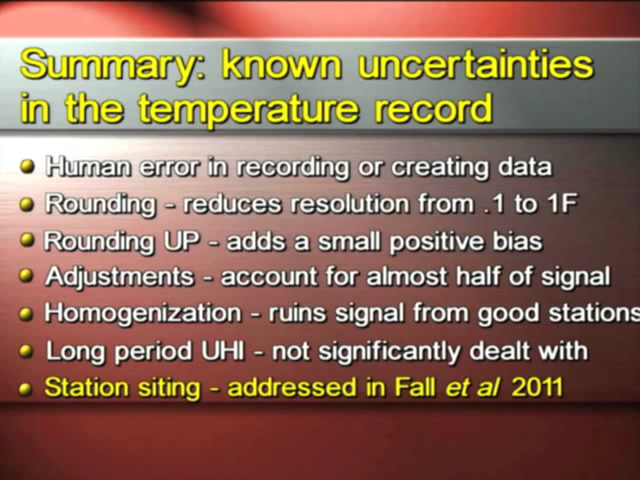 Summary: known uncertainties
in the temperature record
Human error in recording or creating data
Rounding - reduces resolution from .1 to 1F
Rounding UP - adds a small positive bias
Adjustments - account for almost half of signal
Homogenization - ruins signal from good stations
Long period UHI - not significantly dealt with
Station siting - addressed in Fall et al 2011